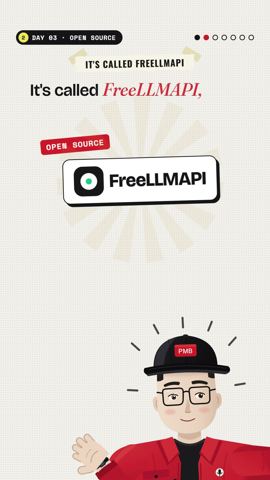 2 DAY 03 · OPEN SOURCE
IT'S CALLED FREELLMAPI
It's called FreeLLMAPI,
OPEN SOURCE
FreeLLMAPI
PMB